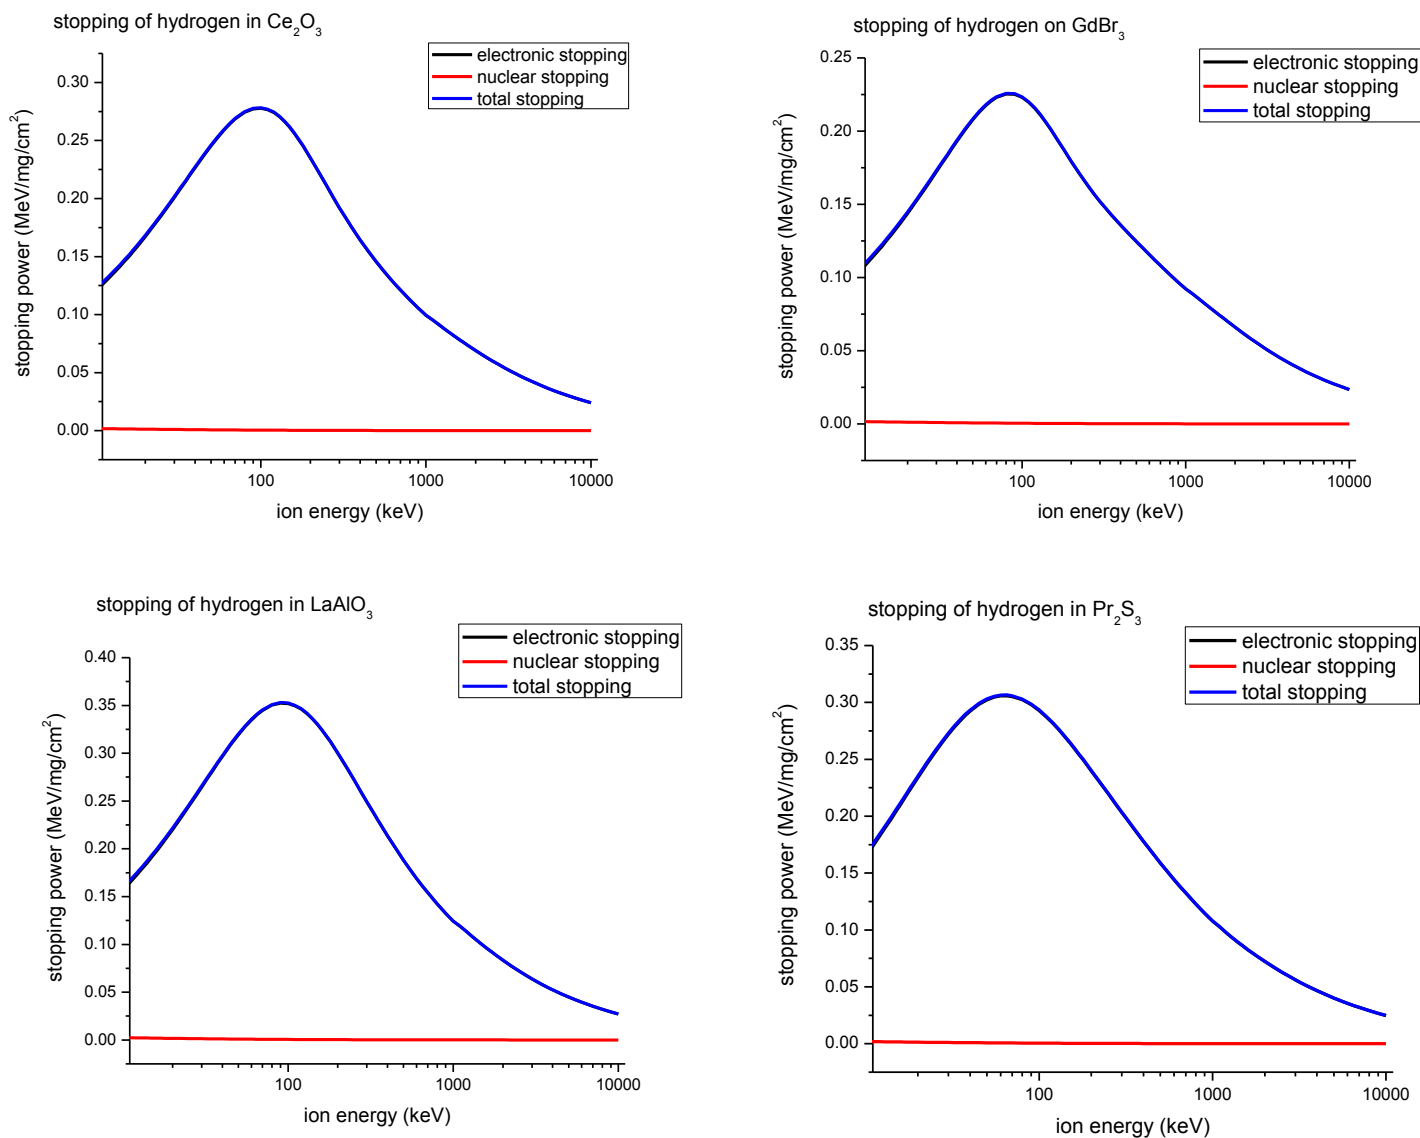 stopping of hydrogen in Ce₂O₃
electronic stopping
nuclear stopping
total stopping
0.30
0.25
0.20
0.15
0.10
0.05
0.00
stopping power (MeV/mg/cm²)
100 1000 10000
ion energy (keV)
stopping of hydrogen on GdBr₃
electronic stopping
nuclear stopping
total stopping
0.25
0.20
0.15
0.10
0.05
0.00
stopping power (MeV/mg/cm²)
100 1000 10000
ion energy (keV)
stopping of hydrogen in LaAlO₃
electronic stopping
nuclear stopping
total stopping
0.40
0.35
0.30
0.25
0.20
0.15
0.10
0.05
0.00
stopping power (MeV/mg/cm²)
100 1000 10000
ion energy (keV)
stopping of hydrogen in Pr₂S₃
electronic stopping
nuclear stopping
total stopping
0.35
0.30
0.25
0.20
0.15
0.10
0.05
0.00
stopping power (MeV/mg/cm²)
100 1000 10000
ion energy (keV)